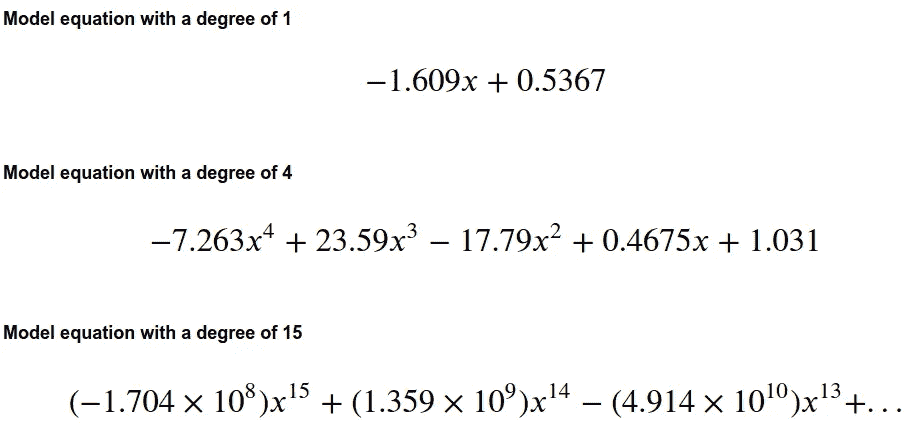 Model equation with a degree of 1
−1.609x + 0.5367
Model equation with a degree of 4
−7.263x⁴ + 23.59x³ − 17.79x² + 0.4675x + 1.031
Model equation with a degree of 15
(−1.704 × 10⁸)x¹⁵ + (1.359 × 10⁹)x¹⁴ − (4.914 × 10¹⁰)x¹³+...